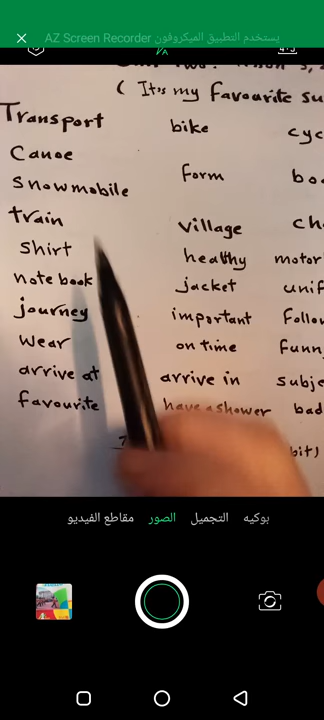 AZ Screen Recorder يستخدم التطبيق الميكروفون
( It's my favourite su
Transport bike cyc
Canoe form bo
Snowmobile
train village ch
Shirt healthy motor
note book jacket unif
journey important Follow
Wear on time Funn
arrive at arrive in subje
favourite have a shower bad
bit)
بوكيه التجميل الصور مقاطع الفيديو